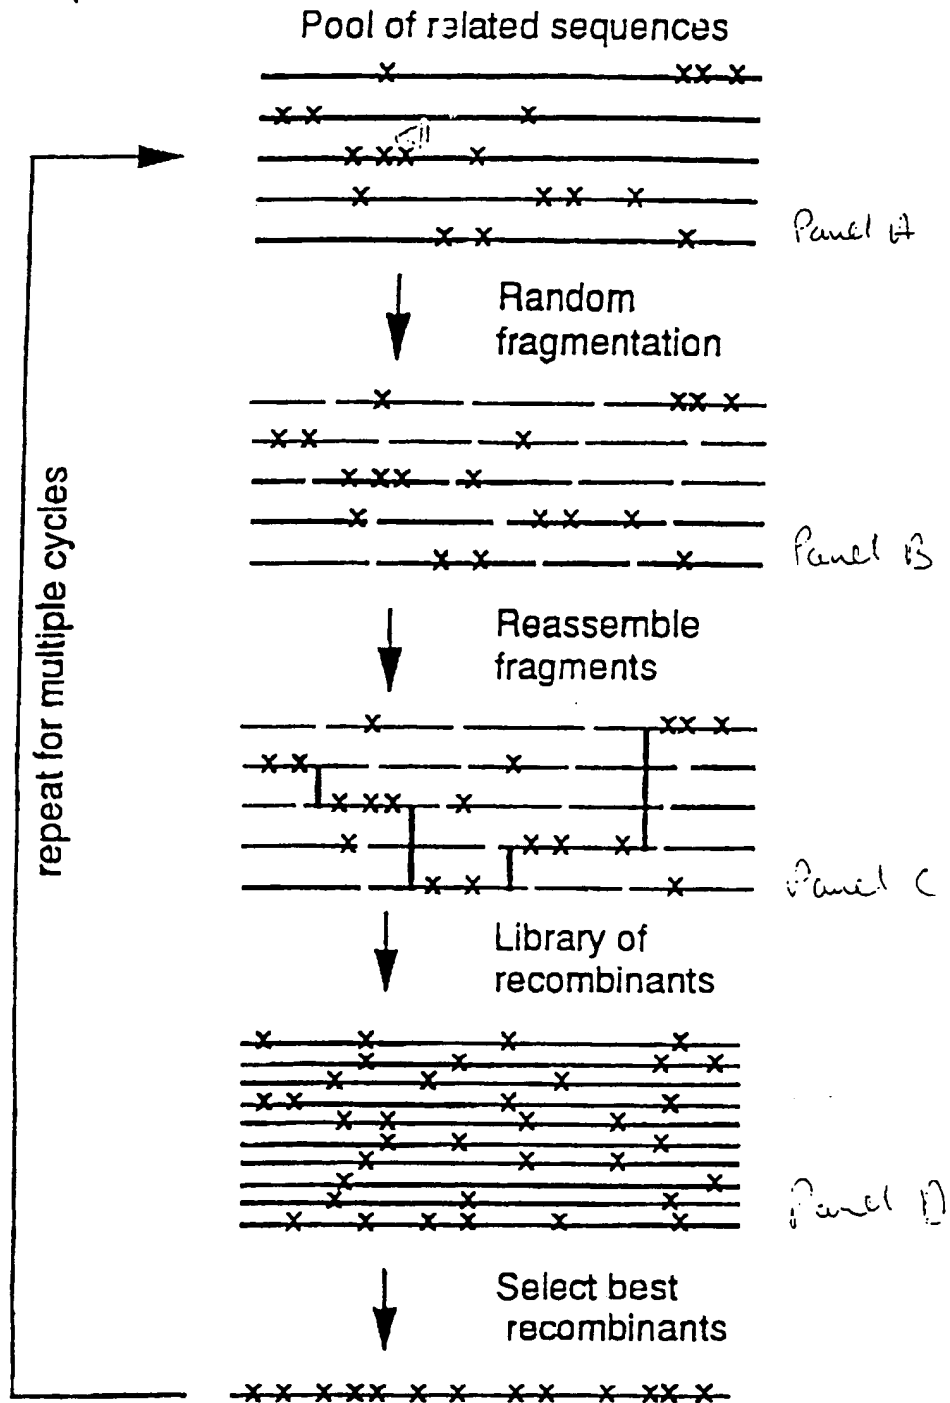 Pool of related sequences
Panel A
Random
fragmentation
Panel B
Reassemble
fragments
repeat for multiple cycles
Panel C
Library of
recombinants
Panel D
Select best
recombinants